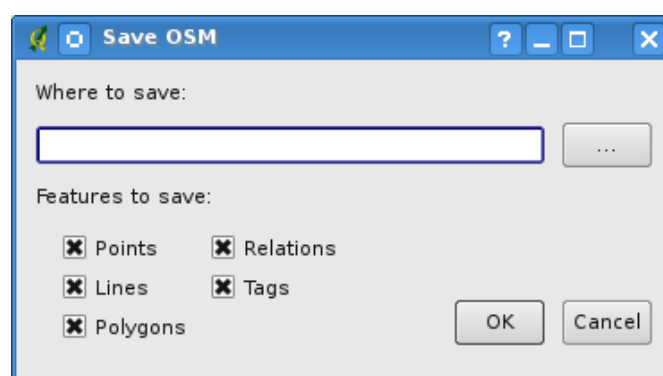 Save OSM
Where to save:
...
Features to save:
Points
Relations
Lines
Tags
Polygons
OK
Cancel